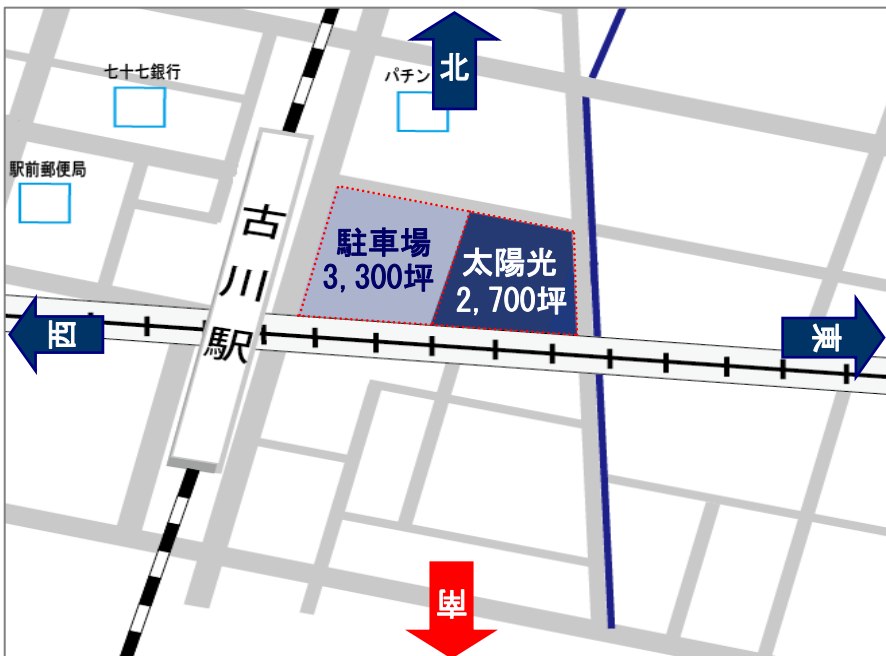 七十七銀行
パチン
北
駅前郵便局
古川駅
駐車場
3,300坪
太陽光
2,700坪
西
東
南